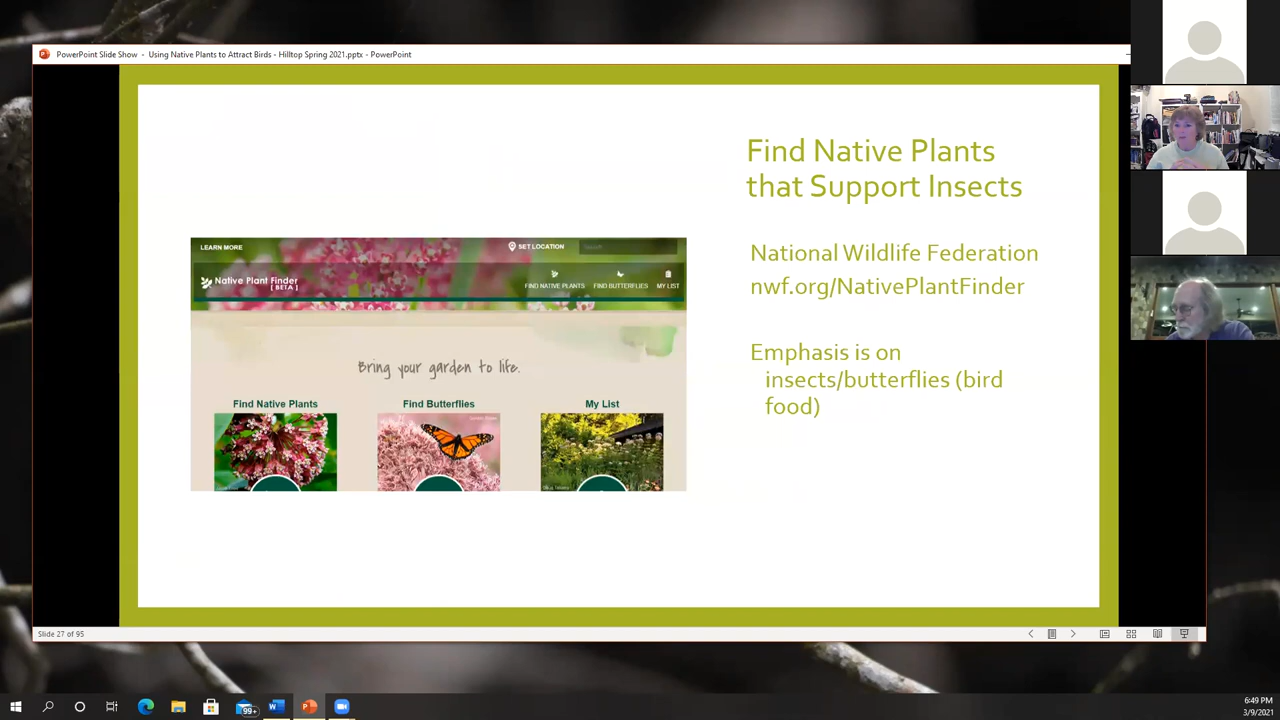 PowerPoint Slide Show - Using Native Plants to Attract Birds - Hilltop Spring 2021.pptx - PowerPoint
Find Native Plants
that Support Insects
National Wildlife Federation
nwf.org/NativePlantFinder
Emphasis is on
insects/butterflies (bird
food)
LEARN MORE
SET LOCATION
Search
Native Plant Finder
[BETA]
FIND NATIVE PLANTS
FIND BUTTERFLIES
MY LIST
Bring your garden to life.
Find Native Plants
Find Butterflies
My List
Slide 27 of 95
99+
6:49 PM
3/9/2021